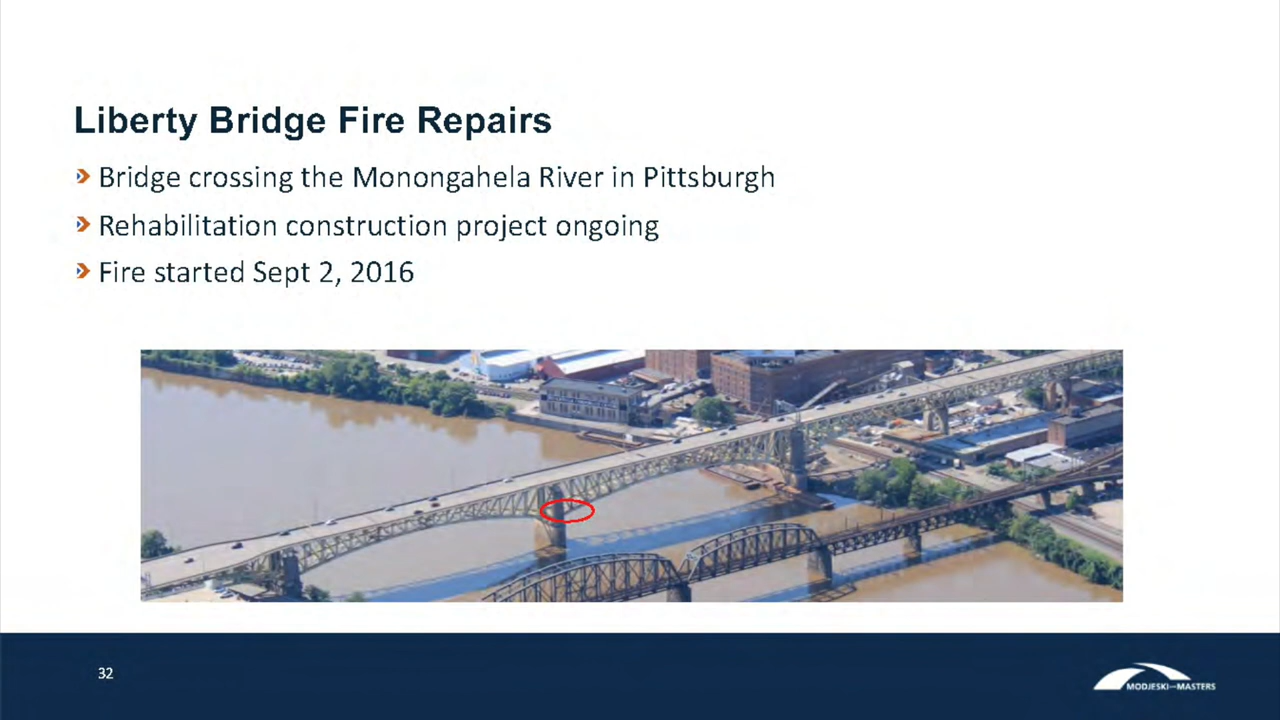 Liberty Bridge Fire Repairs
Bridge crossing the Monongahela River in Pittsburgh
Rehabilitation construction project ongoing
Fire started Sept 2, 2016
32
MODJESKI and MASTERS